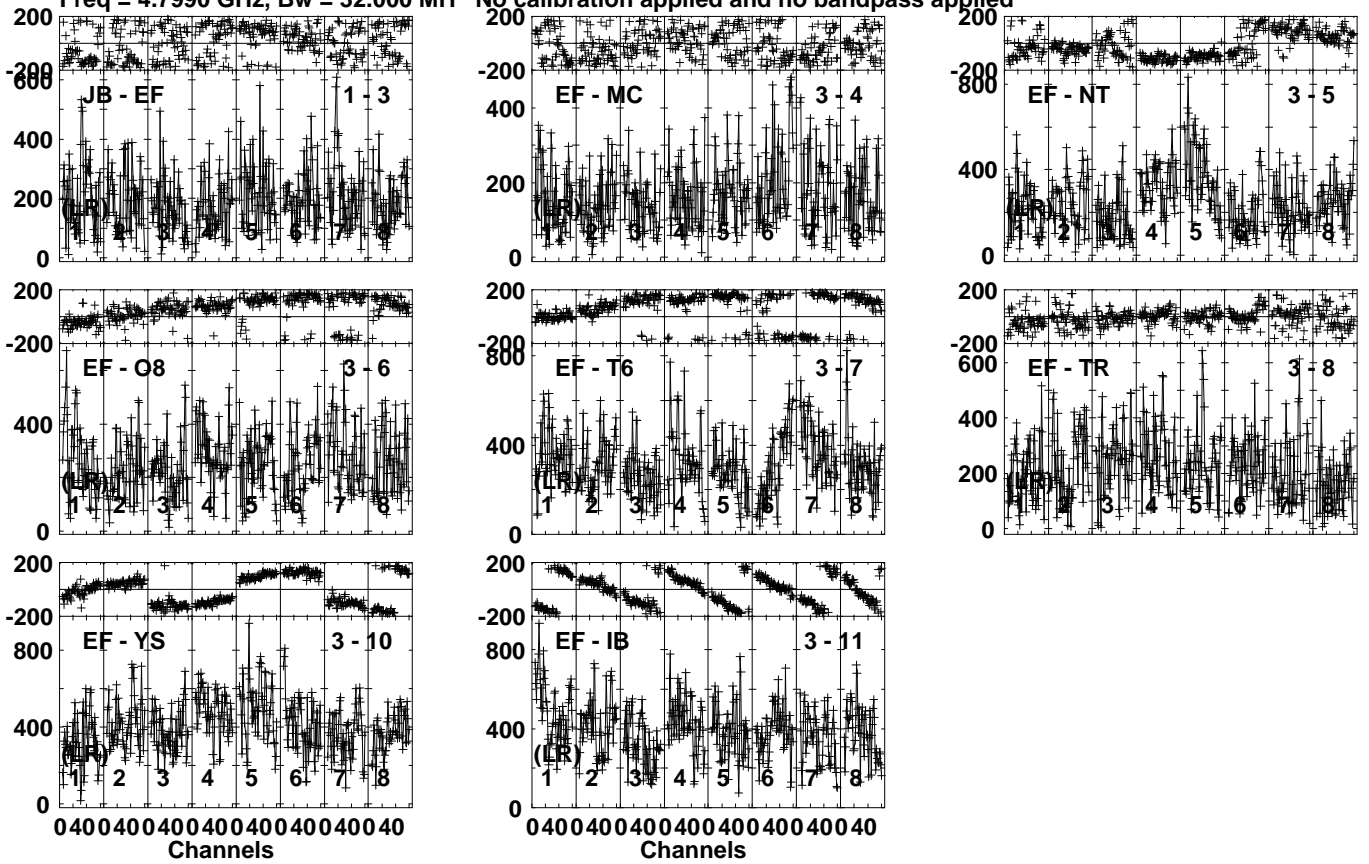 Freq = 4.7990 GHz, Bw = 32.000 MH No calibration applied and no bandpass applied
200 200 200
-200 -200 -200
600
JB - EF 1 - 3 EF - MC 3 - 4 EF - NT 3 - 5
800
400 400 400
200 200
(LR) (LR) (LR)
1 2 3 4 5 6 7 8 1 2 3 4 5 6 7 8 1 2 3 4 5 6 7 8
0 0 0
200 200 200
-200 -200 -200
800 600
EF - O8 3 - 6 EF - T6 3 - 7 EF - TR 3 - 8
400 400 400
200
(LR) (LR) (LR)
1 2 3 4 5 6 7 8 1 2 3 4 5 6 7 8 1 2 3 4 5 6 7 8
0 0 0
200 200
-200 -200
EF - YS 3 - 10 EF - IB 3 - 11
800 800
400 400
(LR) (LR)
1 2 3 4 5 6 7 8 1 2 3 4 5 6 7 8
0 0
0 40 0 40 0 40 0 40 0 40 0 40 0 40 0 40 0 40 0 40 0 40 0 40 0 40 0 40 0 40 0 40
Channels Channels